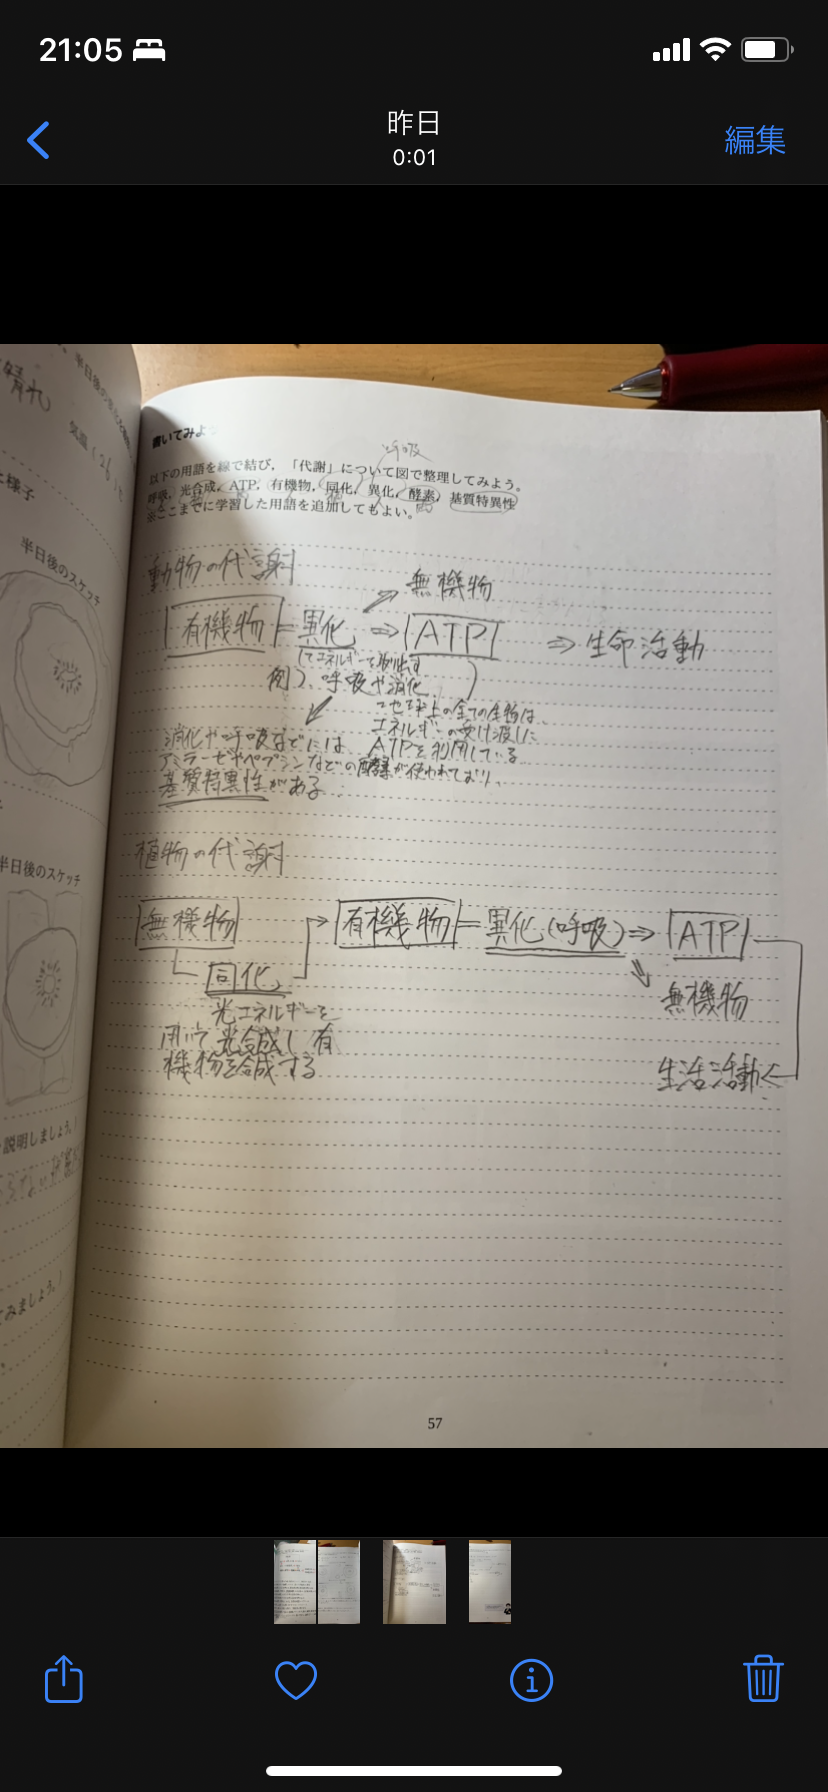 21:05
昨日
0:01
編集
晴れ
気温(26)℃
様子
半日後のスケッチ
半日後のスケッチ
説明しましょう。
てみましょう。
書いてみよう
呼吸
以下の用語を線で結び,「代謝」について図で整理してみよう。
呼吸, 光合成, ATP, 有機物, 同化, 異化, 酵素, 基質特異性
※ここまでに学習した用語を追加してもよい。
動物の代謝
無機物
有機物=異化⇒ATP ⇒生命活動
してエネルギーを取り出す
例)呼吸や消化
地球上の全ての生物は
エネルギーの受け渡しに
ATPを利用している
消化や呼吸などには
アミラーゼやペプシンなどの酵素が使われており、
基質特異性がある
植物の代謝
無機物
有機物=異化(呼吸)⇒ATP
同化
無機物
光エネルギーを
用いて光合成し有
機物を合成する
生活活動
57